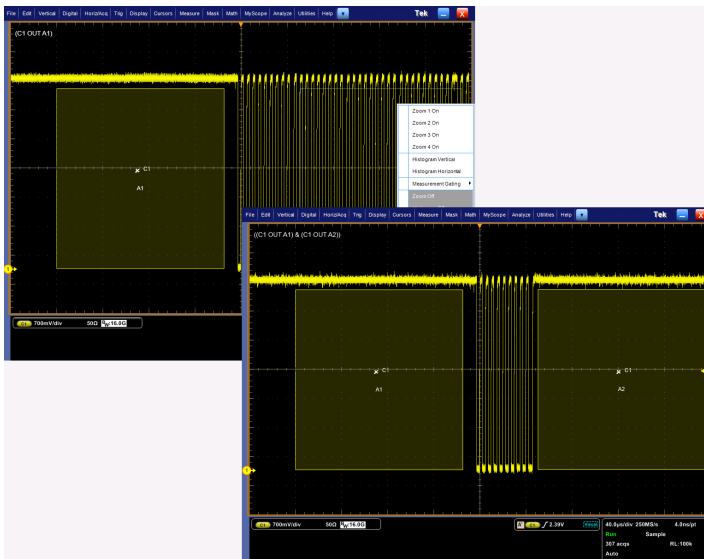 File Edit Vertical Digital Horiz/Acq Trig Display Cursors Measure Mask Math MyScope Analyze Utilities Help Tek X
(C1 OUT A1)
C1
A1
Zoom 1 On
Zoom 2 On
Zoom 3 On
Zoom 4 On
Histogram Vertical
Histogram Horizontal
Measurement Gating
Zoom Off
1
C1 700mV/div 50Ω BW:16.0G
File Edit Vertical Digital Horiz/Acq Trig Display Cursors Measure Mask Math MyScope Analyze Utilities Help Tek X
((C1 OUT A1) & (C1 OUT A2))
C1 C1
A1 A2
1
C1 700mV/div 50Ω BW:16.0G A' C1 2.39V Visual 40.0µs/div 250MS/s 4.0ns/pt
Run Sample
307 acqs RL:100k
Auto